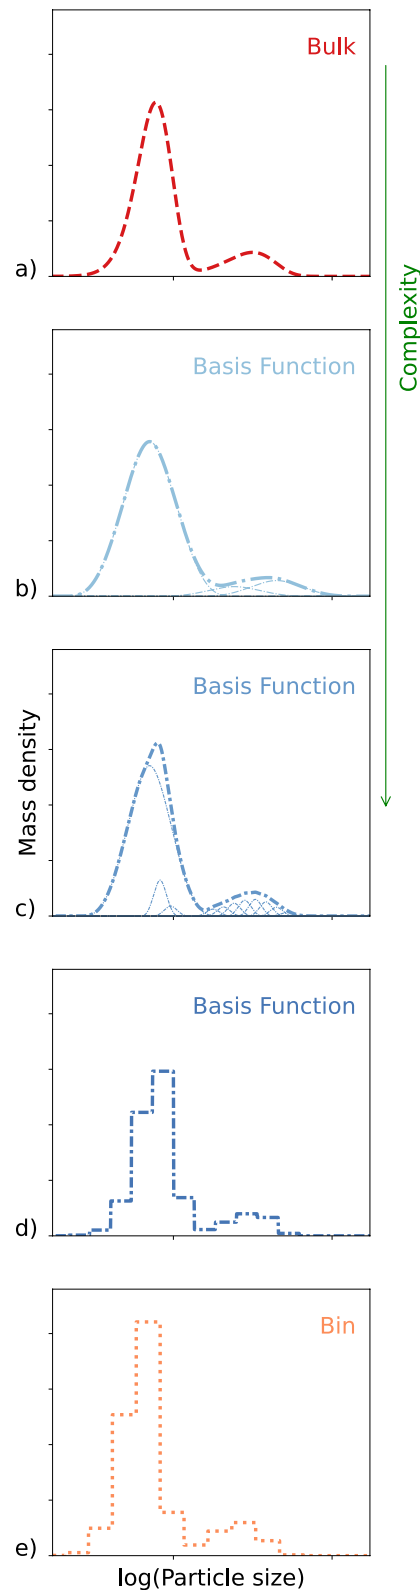 Bulk
a)
Complexity
Basis Function
b)
Basis Function
Mass density
c)
Basis Function
d)
Bin
e)
log(Particle size)